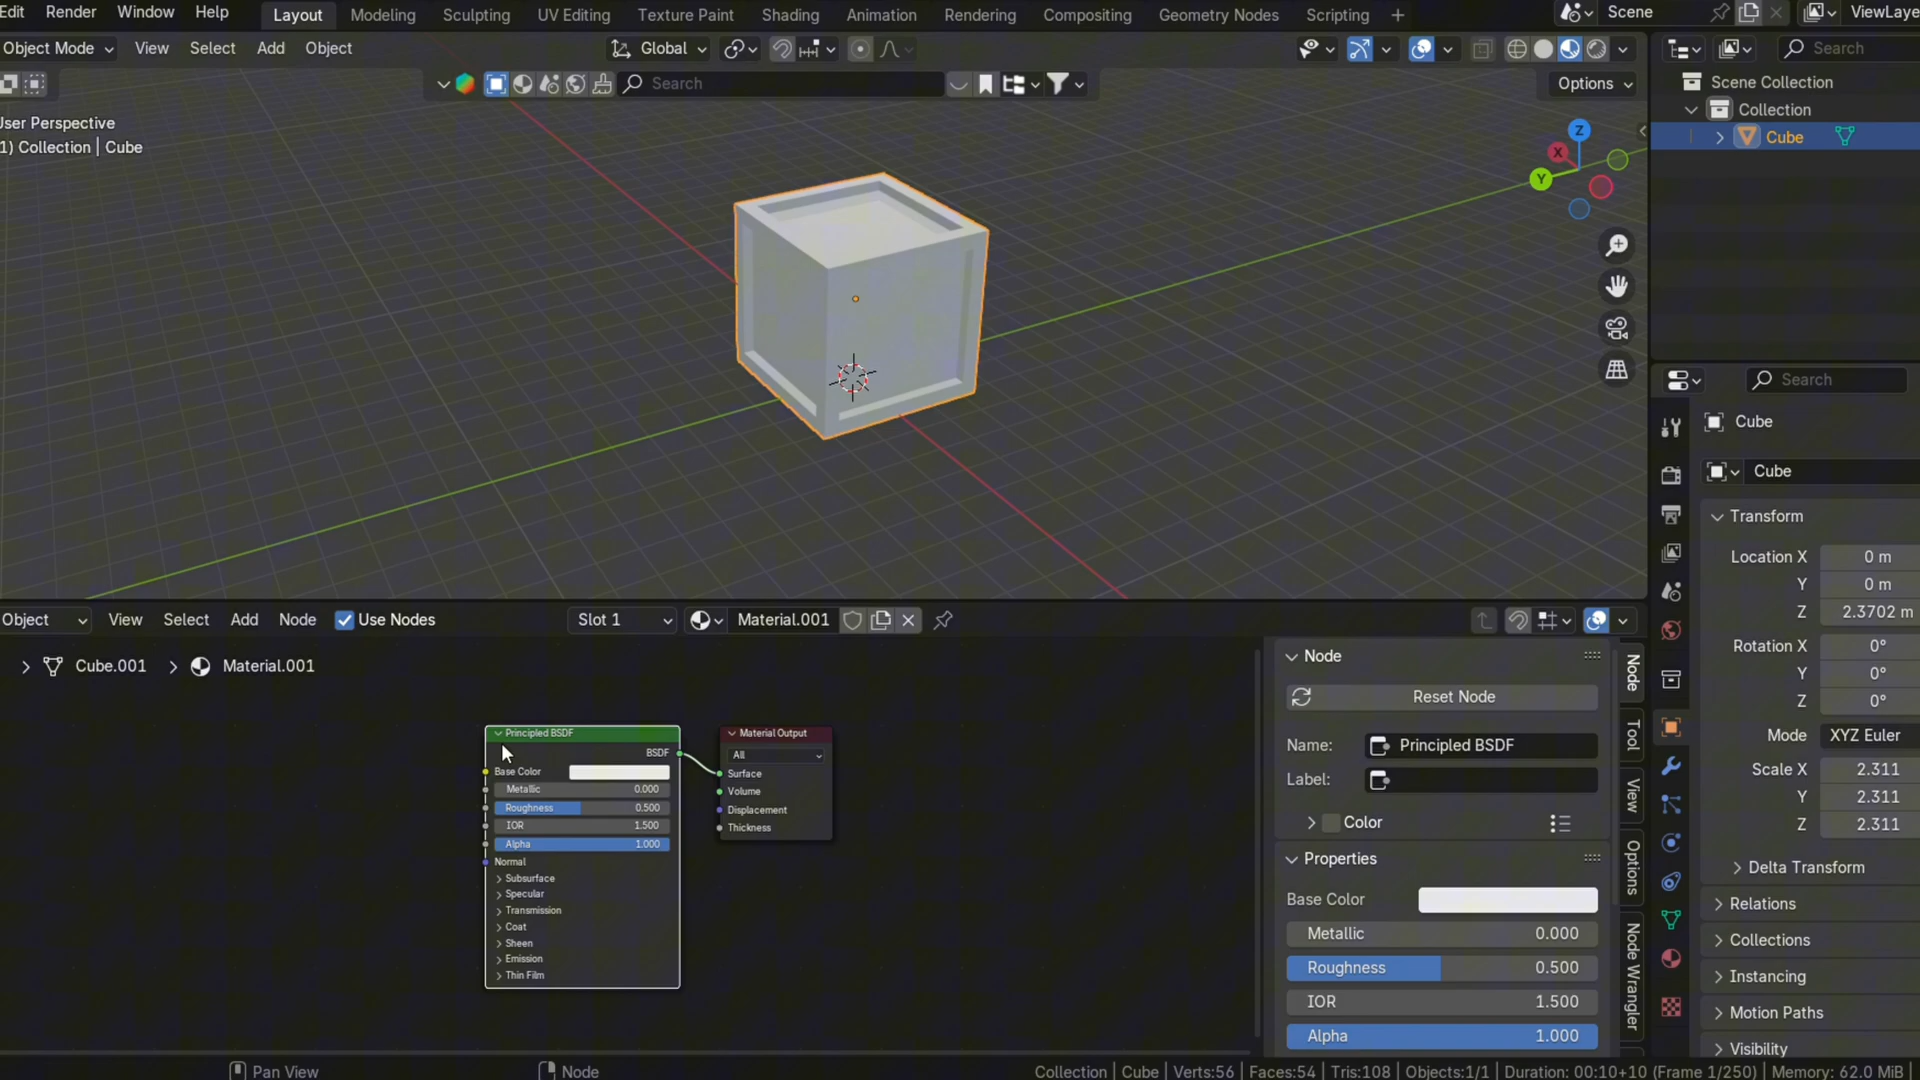 Edit Render Window Help Layout Modeling Sculpting UV Editing Texture Paint Shading Animation Rendering Compositing Geometry Nodes Scripting + Scene ViewLaye
Object Mode View Select Add Object Global Search
Search Options
User Perspective
1) Collection | Cube
Z
X
Y
Scene Collection
Collection
Cube
Search
Cube
Cube
Transform
Location X 0 m
Y 0 m
Z 2.3702 m
Rotation X 0°
Y 0°
Z 0°
Mode XYZ Euler
Scale X 2.311
Y 2.311
Z 2.311
Delta Transform
Relations
Collections
Instancing
Motion Paths
Visibility
Object View Select Add Node Use Nodes Slot 1 Material.001
Cube.001 > Material.001
Principled BSDF
BSDF
Base Color
Metallic 0.000
Roughness 0.500
IOR 1.500
Alpha 1.000
Normal
Subsurface
Specular
Transmission
Coat
Sheen
Emission
Thin Film
Material Output
All
Surface
Volume
Displacement
Thickness
Node
Reset Node
Name: Principled BSDF
Label:
Color
Properties
Base Color
Metallic 0.000
Roughness 0.500
IOR 1.500
Alpha 1.000
Node
Tool
View
Options
Node Wrangler
Pan View Node Collection | Cube | Verts:56 | Faces:54 | Tris:108 | Objects:1/1 | Duration: 00:10+10 (Frame 1/250) | Memory: 62.0 MiB |